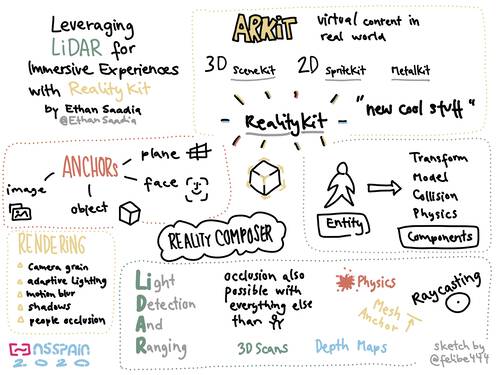 Leveraging
LiDAR for
Immersive Experiences
with RealityKit
by Ethan Saadia
@EthanSaadia
ARKIT
virtual content in
real world
3D SceneKit 2D SpriteKit MetalKit
RealityKit
"new cool stuff"
ANCHORs
plane
face
image
object
Entity
Transform
Model
Collision
Physics
Components
REALITY COMPOSER
RENDERING
Camera grain
adaptive lighting
motion blur
shadows
people occlusion
Light
Detection
And
Ranging
occlusion also
possible with
everything else
than
3D Scans
Depth Maps
Physics
Mesh
Anchor
Raycasting
NSSPAIN
2020
sketch by
@felibe444